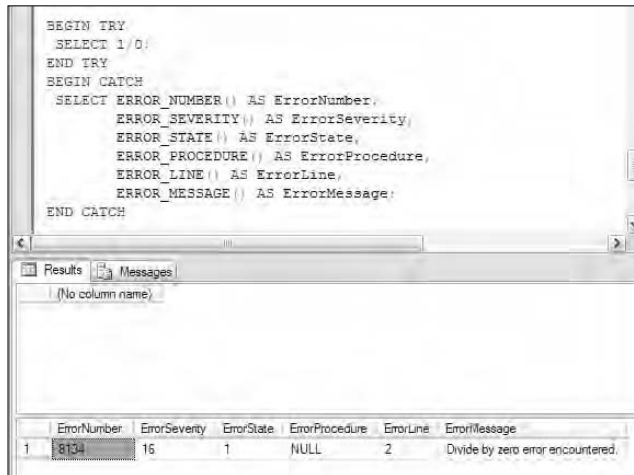 BEGIN TRY
SELECT 1/0;
END TRY
BEGIN CATCH
SELECT ERROR_NUMBER() AS ErrorNumber,
ERROR_SEVERITY() AS ErrorSeverity,
ERROR_STATE() AS ErrorState,
ERROR_PROCEDURE() AS ErrorProcedure,
ERROR_LINE() AS ErrorLine,
ERROR_MESSAGE() AS ErrorMessage;
END CATCH
Results Messages
(No column name)
ErrorNumber ErrorSeverity ErrorState ErrorProcedure ErrorLine ErrorMessage
1 8134 16 1 NULL 2 Divide by zero error encountered.